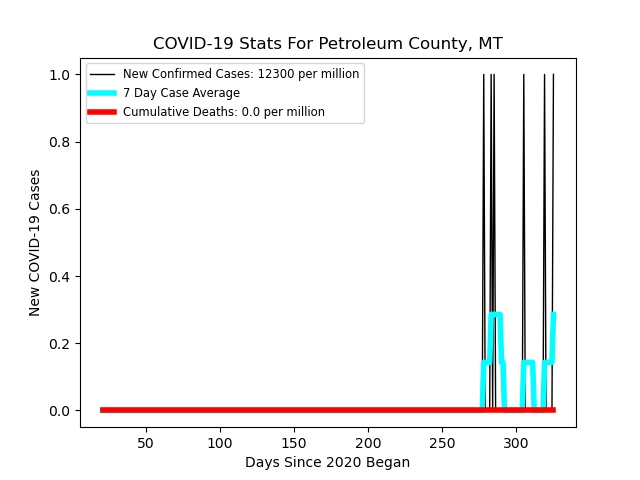 COVID-19 Stats For Petroleum County, MT
New Confirmed Cases: 12300 per million
7 Day Case Average
Cumulative Deaths: 0.0 per million
New COVID-19 Cases
1.0
0.8
0.6
0.4
0.2
0.0
50 100 150 200 250 300
Days Since 2020 Began